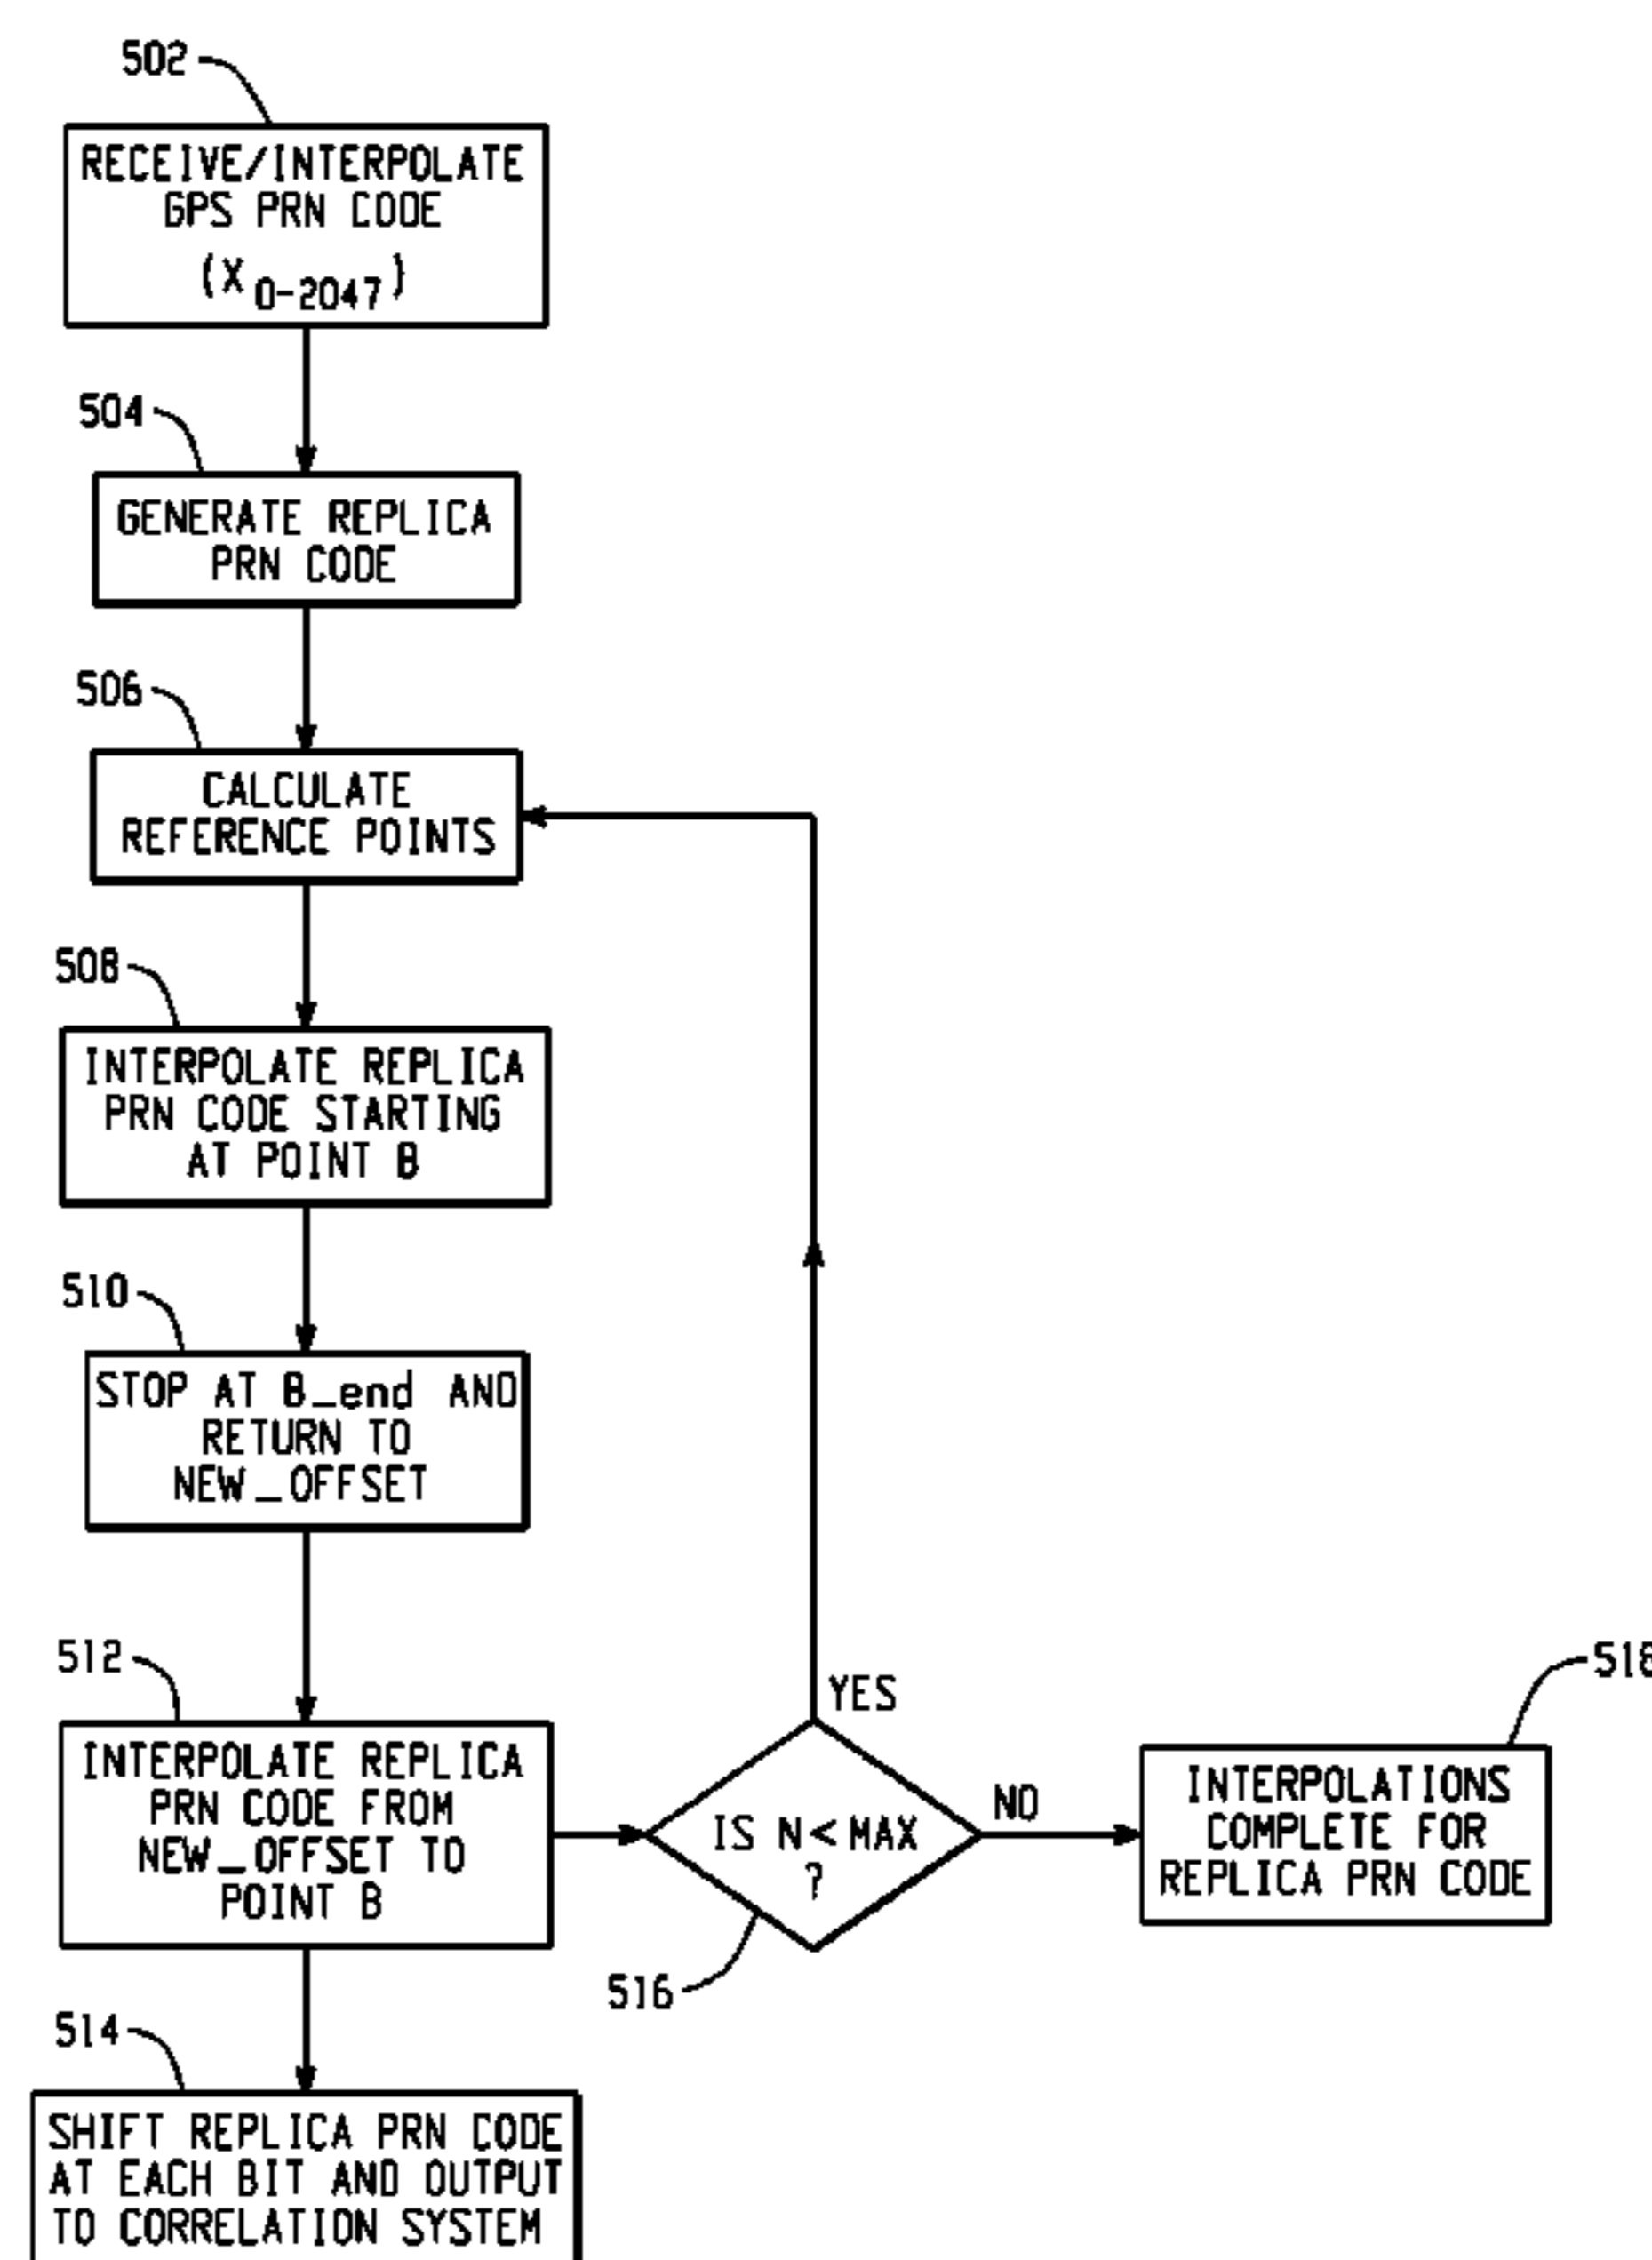 502
RECEIVE/INTERPOLATE
GPS PRN CODE
(X 0-2047)
504
GENERATE REPLICA
PRN CODE
506
CALCULATE
REFERENCE POINTS
508
INTERPOLATE REPLICA
PRN CODE STARTING
AT POINT B
510
STOP AT B_end AND
RETURN TO
NEW_OFFSET
512
INTERPOLATE REPLICA
PRN CODE FROM
NEW_OFFSET TO
POINT B
YES
IS N < MAX
?
516
NO
518
INTERPOLATIONS
COMPLETE FOR
REPLICA PRN CODE
514
SHIFT REPLICA PRN CODE
AT EACH BIT AND OUTPUT
TO CORRELATION SYSTEM